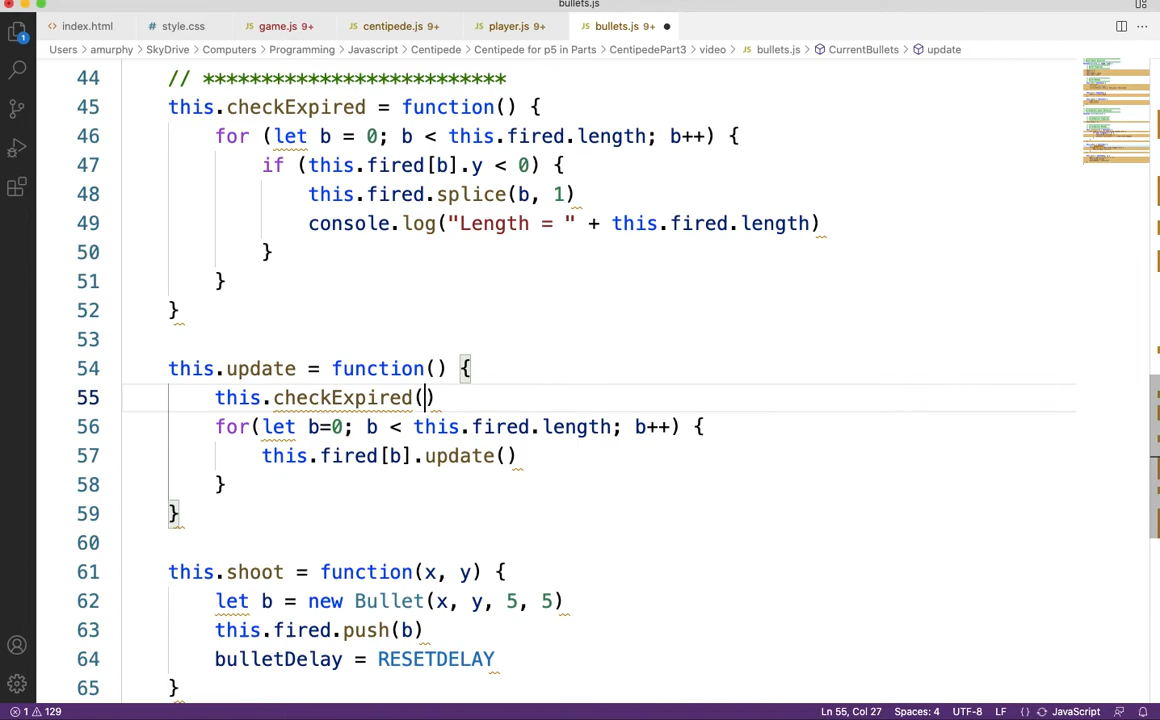 bullets.js
index.html
style.css
game.js 9+
centipede.js 9+
player.js 9+
bullets.js 9+
Users > amurphy > SkyDrive > Computers > Programming > Javascript > Centipede > Centipede for p5 in Parts > CentipedePart3 > video > JS bullets.js > CurrentBullets > update
44 // **************************
45 this.checkExpired = function() {
46 for (let b = 0; b < this.fired.length; b++) {
47 if (this.fired[b].y < 0) {
48 this.fired.splice(b, 1)
49 console.log("Length = " + this.fired.length)
50 }
51 }
52 }
53
54 this.update = function() {
55 this.checkExpired()
56 for(let b=0; b < this.fired.length; b++) {
57 this.fired[b].update()
58 }
59 }
60
61 this.shoot = function(x, y) {
62 let b = new Bullet(x, y, 5, 5)
63 this.fired.push(b)
64 bulletDelay = RESETDELAY
65 }
1 129 Ln 55, Col 27 Spaces: 4 UTF-8 LF {} JavaScript